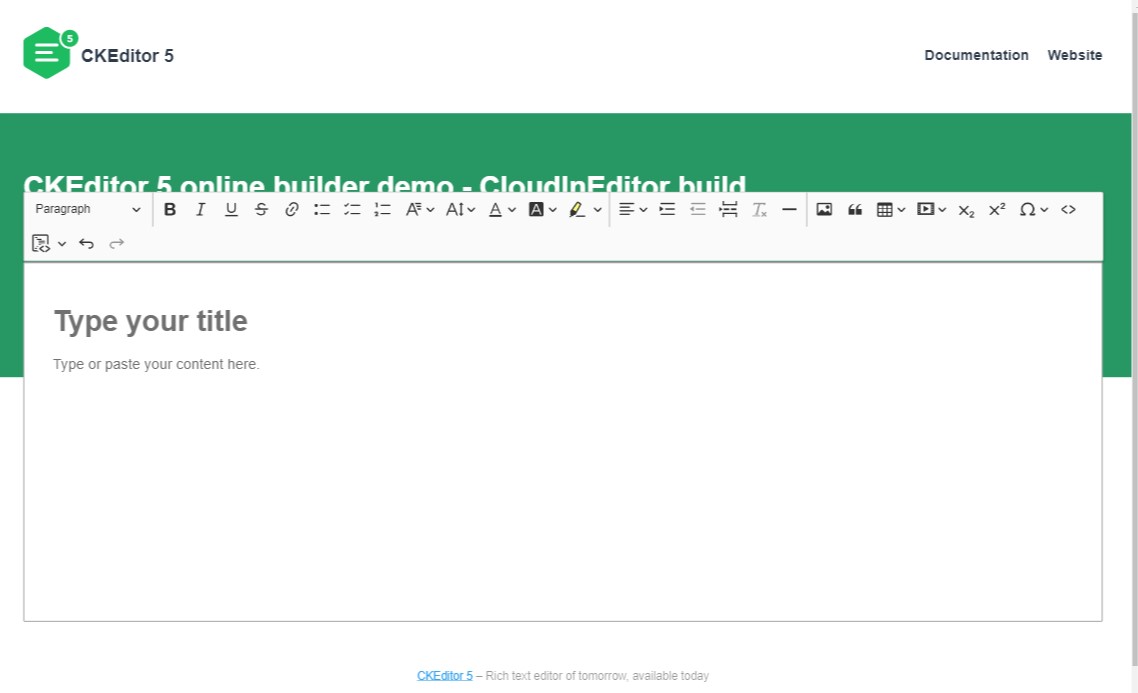 5
CKEditor 5
Documentation Website
CKEditor 5 online builder demo - CloudInEditor build
Paragraph
Type your title
Type or paste your content here.
CKEditor 5 – Rich text editor of tomorrow, available today